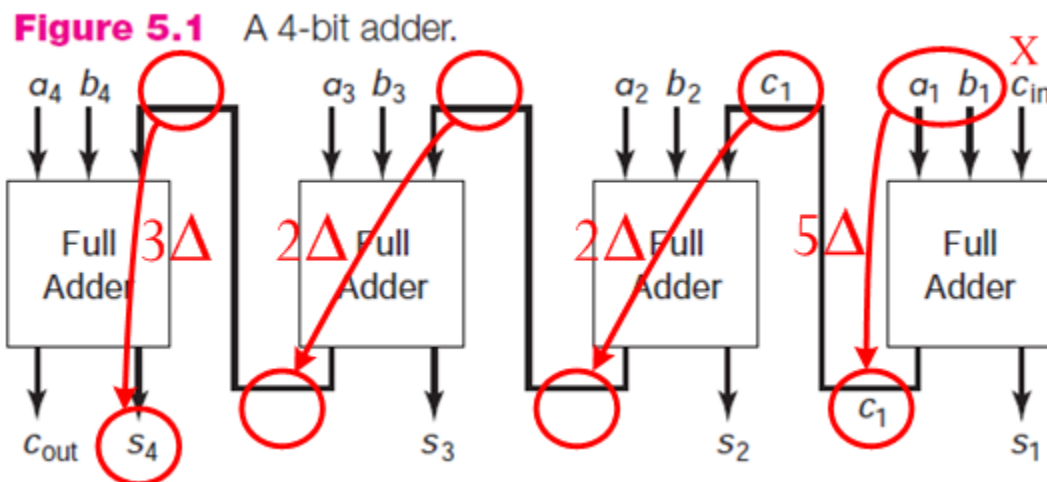 Figure 5.1 A 4-bit adder.
X
a4 b4 a3 b3 a2 b2 c1 a1 b1 cin
3Δ 2Δ 2Δ 5Δ
Full Full Full Full
Adder Adder Adder Adder
c1
cout s4 s3 s2 s1